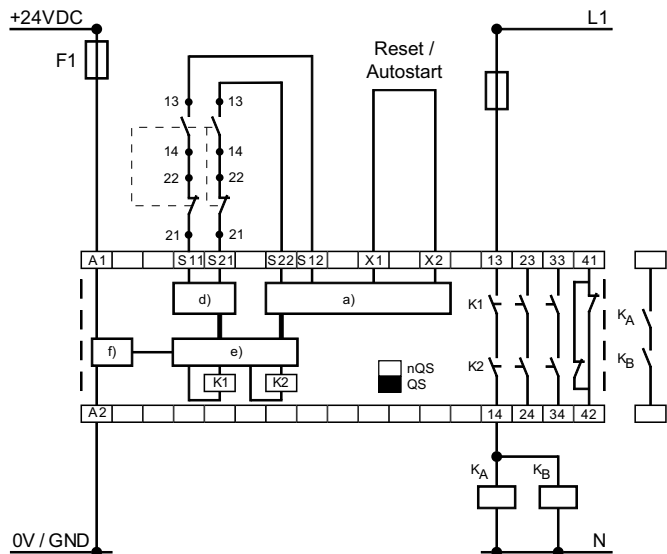 +24VDC
L1
F1
Reset /
Autostart
13
13
14
14
22
22
21
21
A1
S11
S21
S22
S12
X1
X2
13
23
33
41
d)
a)
K1
KA
f)
e)
K2
KB
K1
K2
nQS
QS
A2
14
24
34
42
KA
KB
0V / GND
N